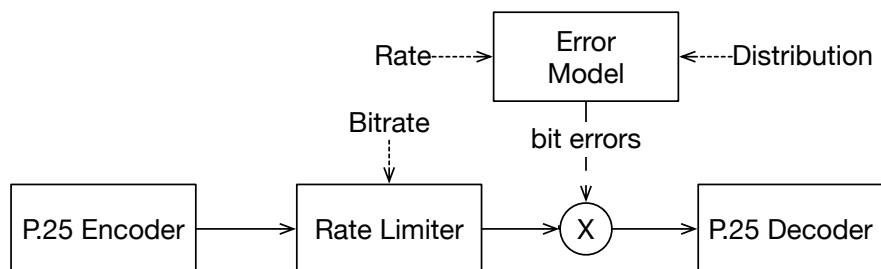 Rate
Error
Model
Distribution
Bitrate
bit errors
P.25 Encoder
Rate Limiter
X
P.25 Decoder